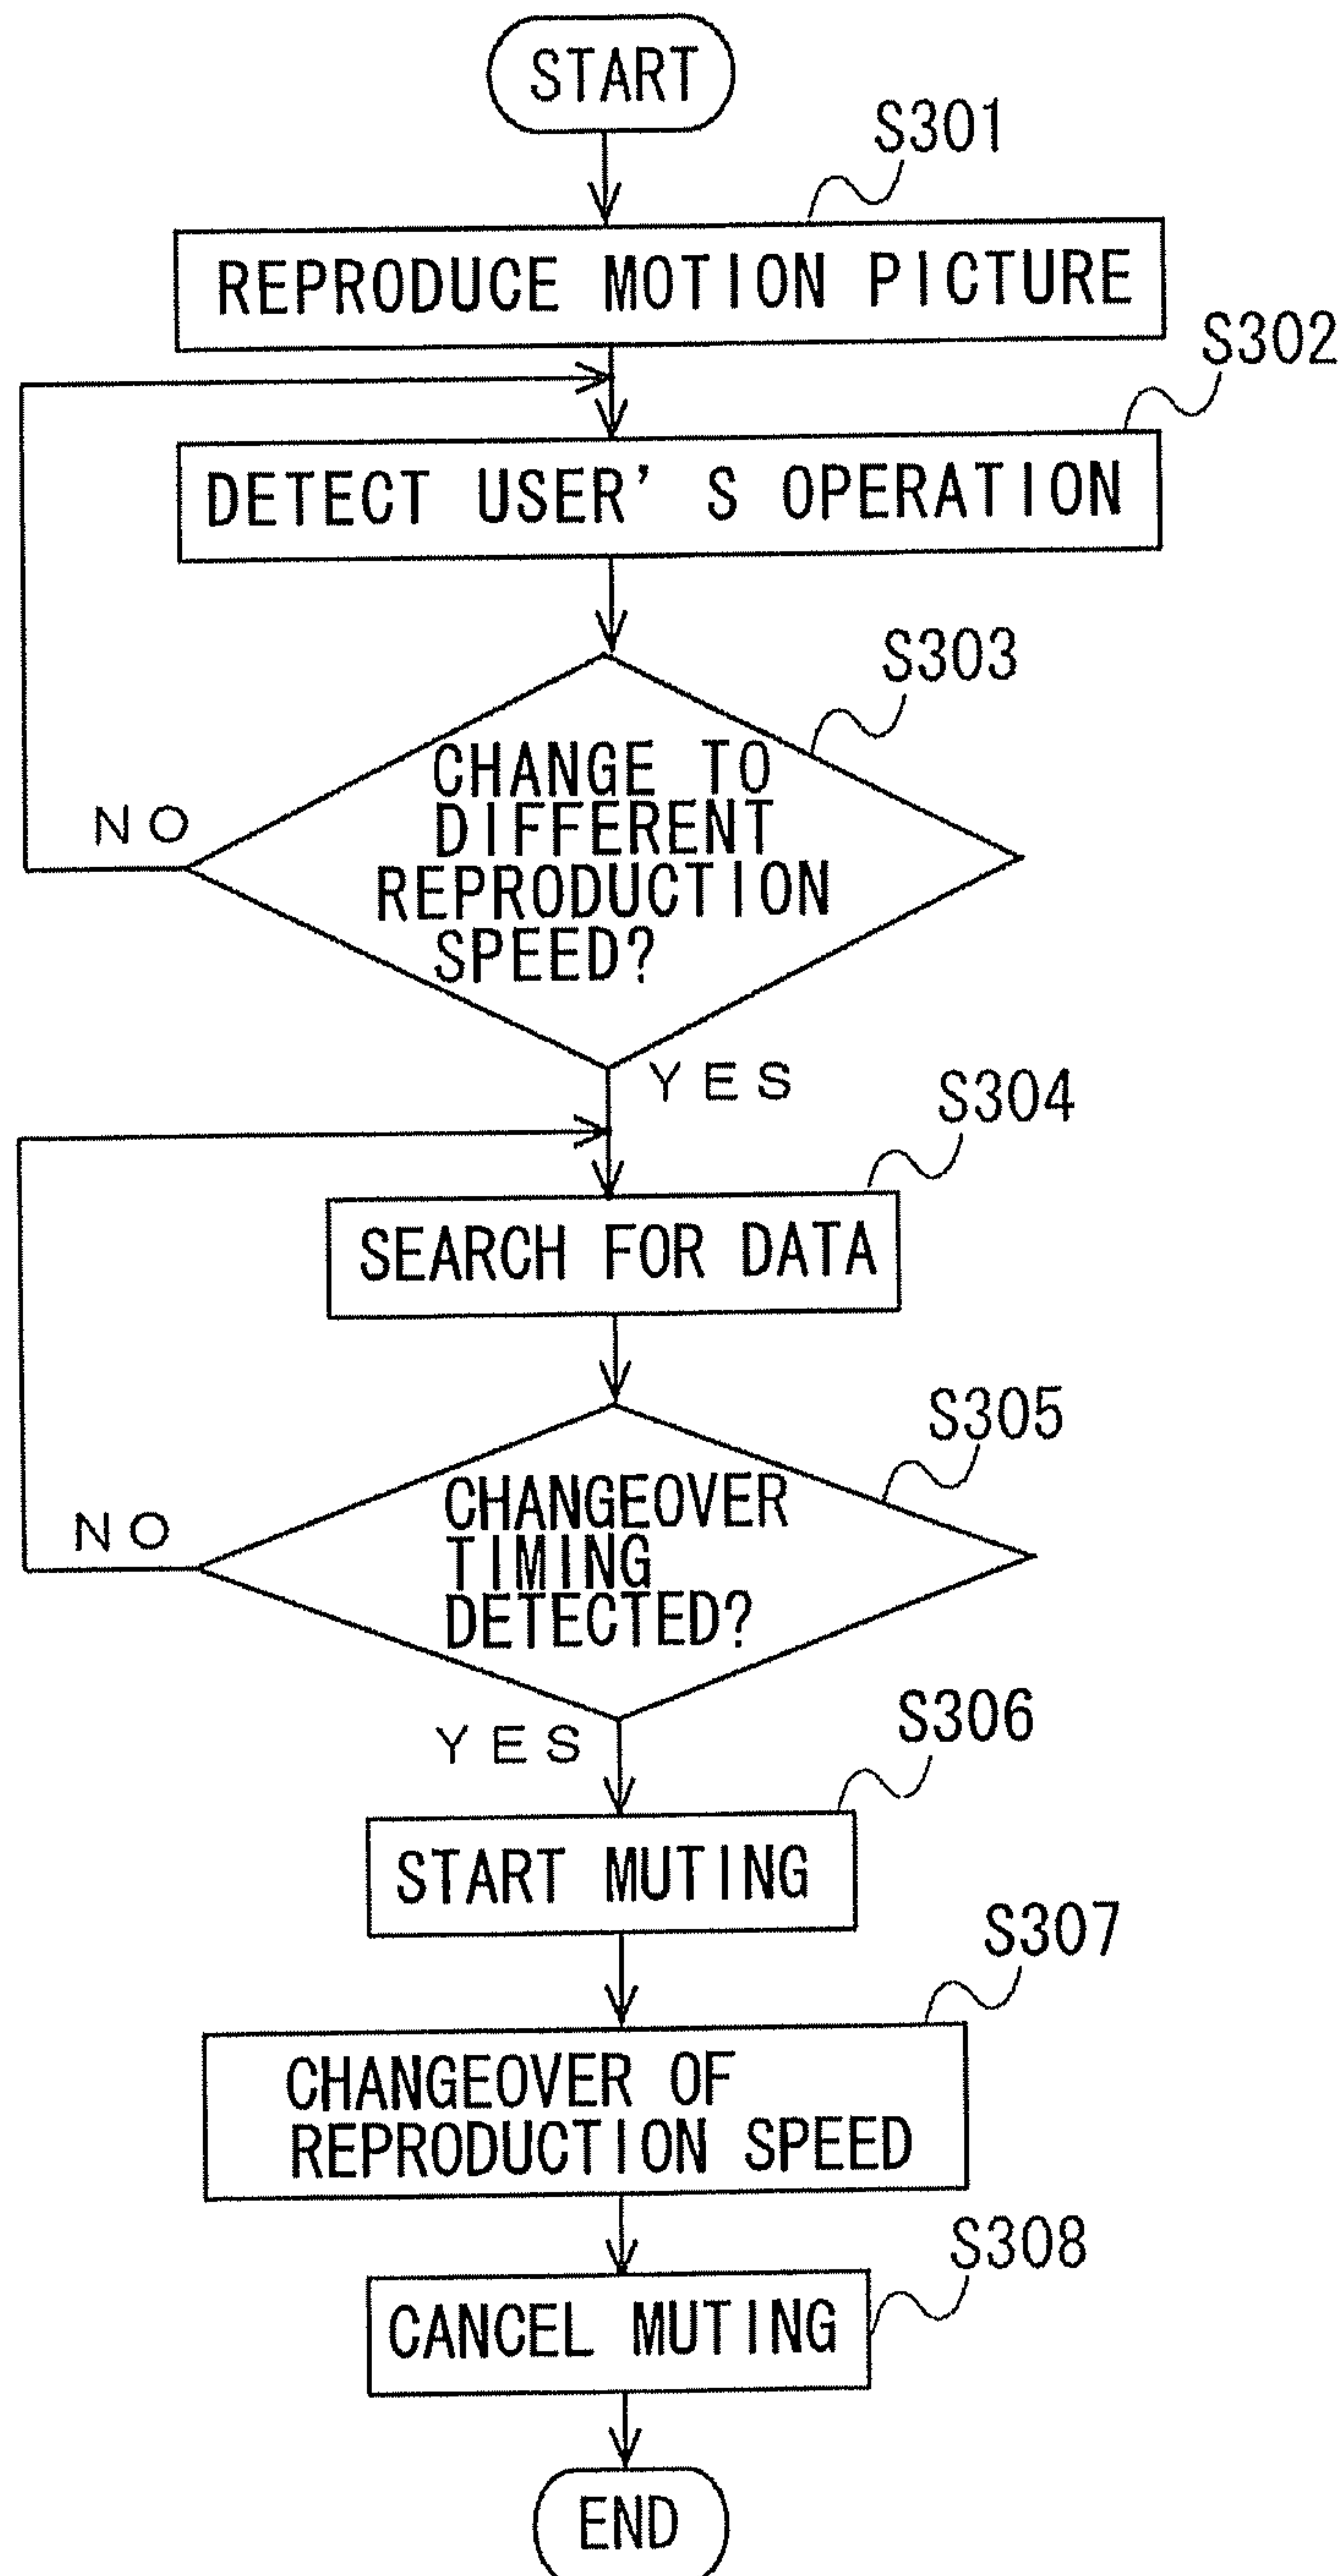 START
S301
REPRODUCE MOTION PICTURE
S302
DETECT USER'S OPERATION
S303
CHANGE TO
DIFFERENT
REPRODUCTION
SPEED?
NO
YES
S304
SEARCH FOR DATA
S305
CHANGEOVER
TIMING
DETECTED?
NO
YES
S306
START MUTING
S307
CHANGEOVER OF
REPRODUCTION SPEED
S308
CANCEL MUTING
END